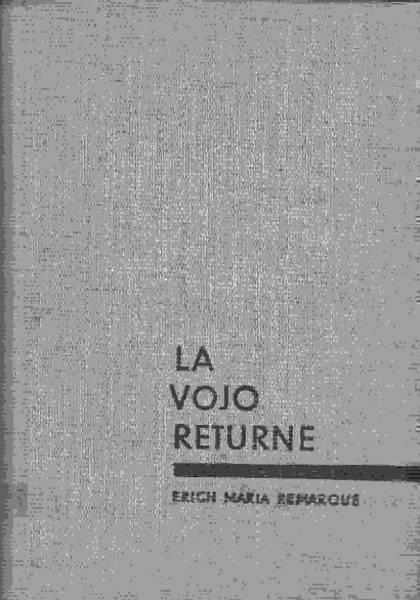 LA
VOJO
RETURNE
ERICH MARIA REMARQUE